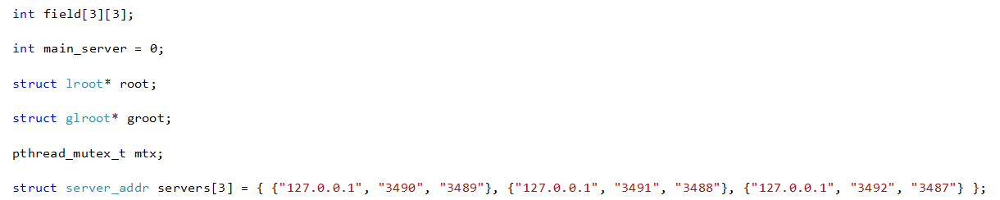 int field[3][3];
int main_server = 0;
struct lroot* root;
struct glroot* groot;
pthread_mutex_t mtx;
struct server_addr servers[3] = { {"127.0.0.1", "3490", "3489"}, {"127.0.0.1", "3491", "3488"}, {"127.0.0.1", "3492", "3487"} };